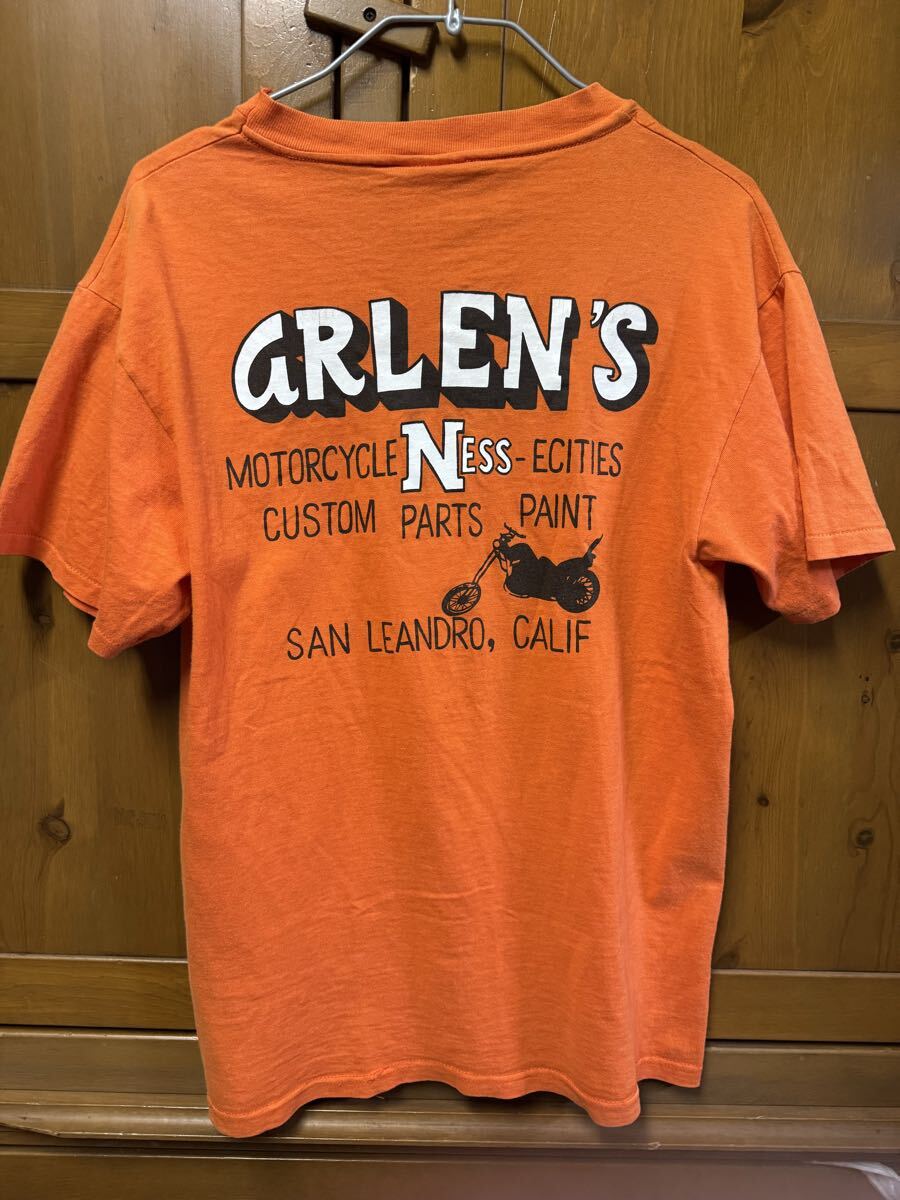 ARLEN'S
MOTORCYCLE NESS-ECITIES
CUSTOM PARTS PAINT
SAN LEANDRO, CALIF